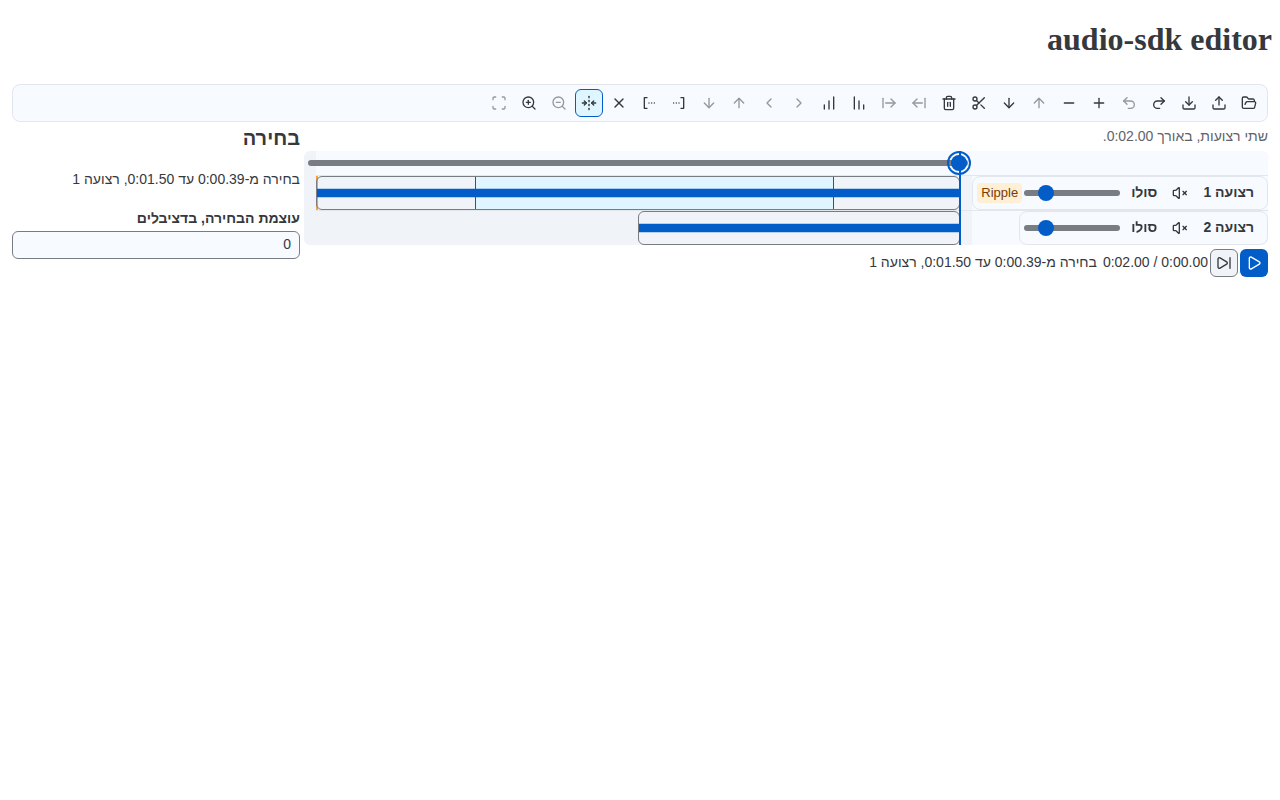 audio-sdk editor
שתי רצועות, באורך 0:02.00.
רצועה 1 סולו Ripple
רצועה 2 סולו
0:00.00 / 0:02.00 בחירה מ-0:00.39 עד 0:01.50, רצועה 1
בחירה
בחירה מ-0:00.39 עד 0:01.50, רצועה 1
עוצמת הבחירה, בדציבלים
0